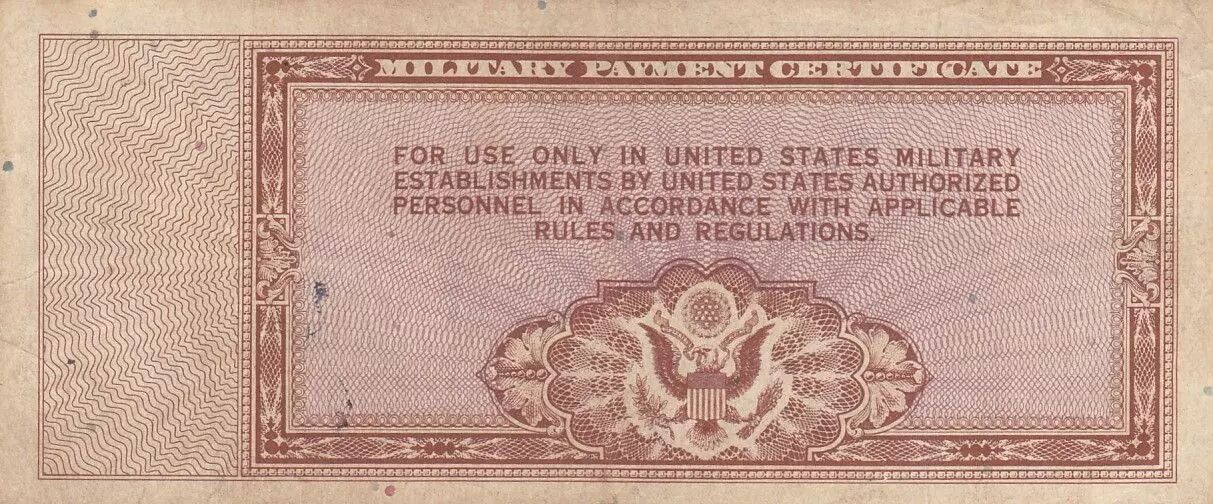 MILITARY PAYMENT CERTIFICATE
FOR USE ONLY IN UNITED STATES MILITARY
ESTABLISHMENTS BY UNITED STATES AUTHORIZED
PERSONNEL IN ACCORDANCE WITH APPLICABLE
RULES AND REGULATIONS.